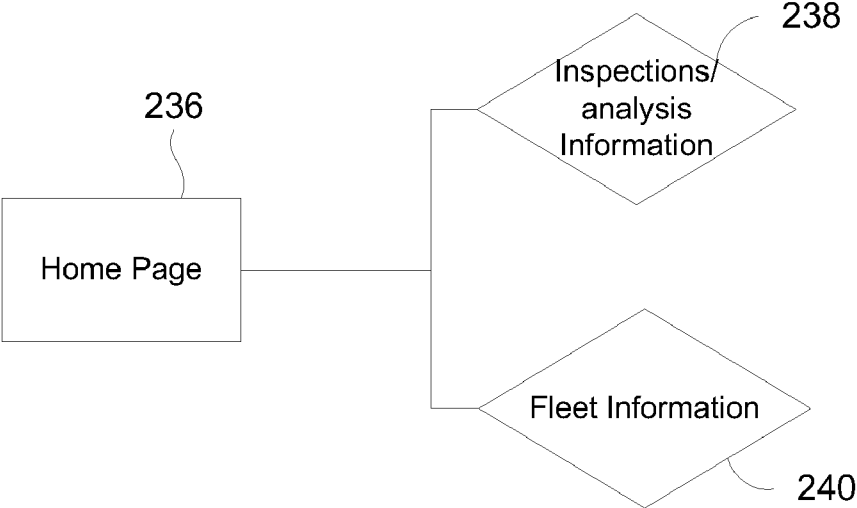 238
Inspections/
analysis
Information
236
Home Page
Fleet Information
240